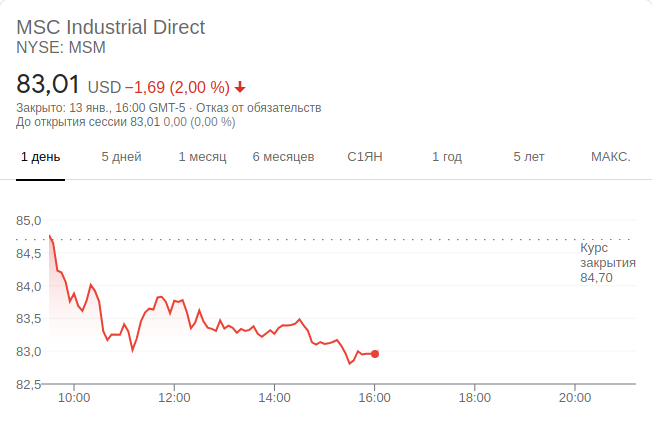 MSC Industrial Direct
NYSE: MSM
83,01 USD −1,69 (2,00 %)
Закрыто: 13 янв., 16:00 GMT-5 · Отказ от обязательств
До открытия сессии 83,01 0,00 (0,00 %)
1 день 5 дней 1 месяц 6 месяцев С1ЯН 1 год 5 лет МАКС.
85,0
84,5
84,0
83,5
83,0
82,5
Курс
закрытия
84,70
10:00 12:00 14:00 16:00 18:00 20:00